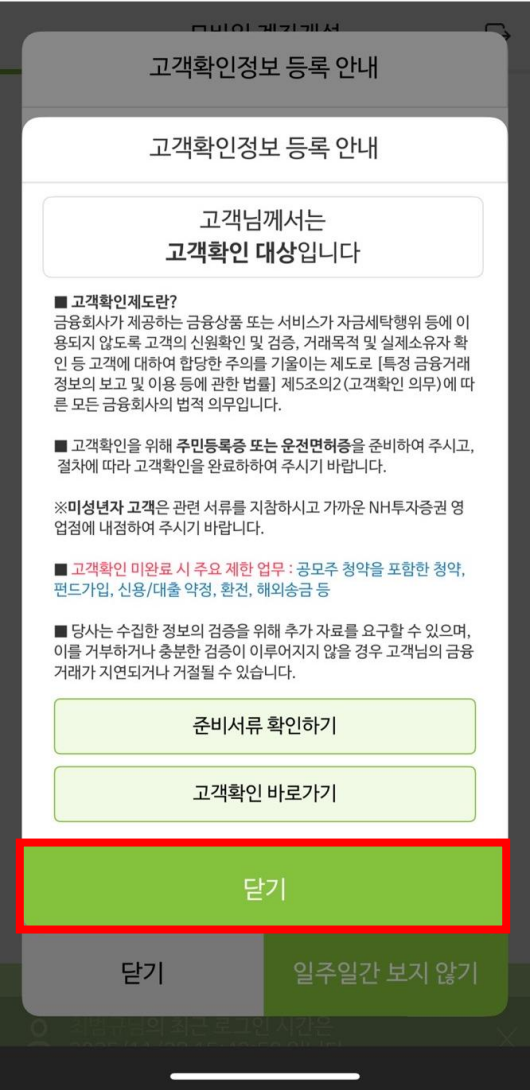 모바일 계좌개설
고객확인정보 등록 안내
고객확인정보 등록 안내
고객님께서는
고객확인 대상입니다
■ 고객확인제도란?
금융회사가 제공하는 금융상품 또는 서비스가 자금세탁행위 등에 이
용되지 않도록 고객의 신원확인 및 검증, 거래목적 및 실제소유자 확
인 등 고객에 대하여 합당한 주의를 기울이는 제도로 [특정 금융거래
정보의 보고 및 이용 등에 관한 법률] 제5조의2(고객확인 의무)에 따
른 모든 금융회사의 법적 의무입니다.
■ 고객확인을 위해 주민등록증 또는 운전면허증을 준비하여 주시고,
절차에 따라 고객확인을 완료하하여 주시기 바랍니다.
※미성년자 고객은 관련 서류를 지참하시고 가까운 NH투자증권 영
업점에 내점하여 주시기 바랍니다.
■ 고객확인 미완료 시 주요 제한 업무 : 공모주 청약을 포함한 청약,
펀드가입, 신용/대출 약정, 환전, 해외송금 등
■ 당사는 수집한 정보의 검증을 위해 추가 자료를 요구할 수 있으며,
이를 거부하거나 충분한 검증이 이루어지지 않을 경우 고객님의 금융
거래가 지연되거나 거절될 수 있습니다.
준비서류 확인하기
고객확인 바로가기
닫기
닫기
일주일간 보지 않기
최근 로그인 시간은